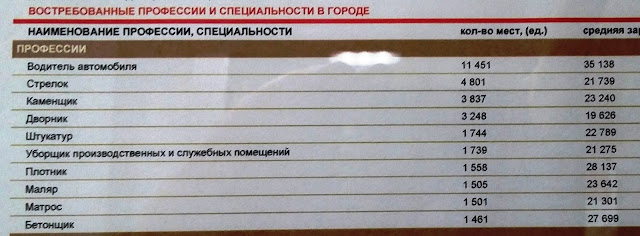 ВОСТРЕБОВАННЫЕ ПРОФЕССИИ И СПЕЦИАЛЬНОСТИ В ГОРОДЕ
НАИМЕНОВАНИЕ ПРОФЕССИИ, СПЕЦИАЛЬНОСТИ кол-во мест, (ед.) средняя зар
ПРОФЕССИИ
Водитель автомобиля 11 451 35 138
Стрелок 4 801 21 739
Каменщик 3 837 23 240
Дворник 3 248 19 626
Штукатур 1 744 22 789
Уборщик производственных и служебных помещений 1 739 21 275
Плотник 1 558 28 137
Маляр 1 505 23 642
Матрос 1 501 21 301
Бетонщик 1 461 27 699